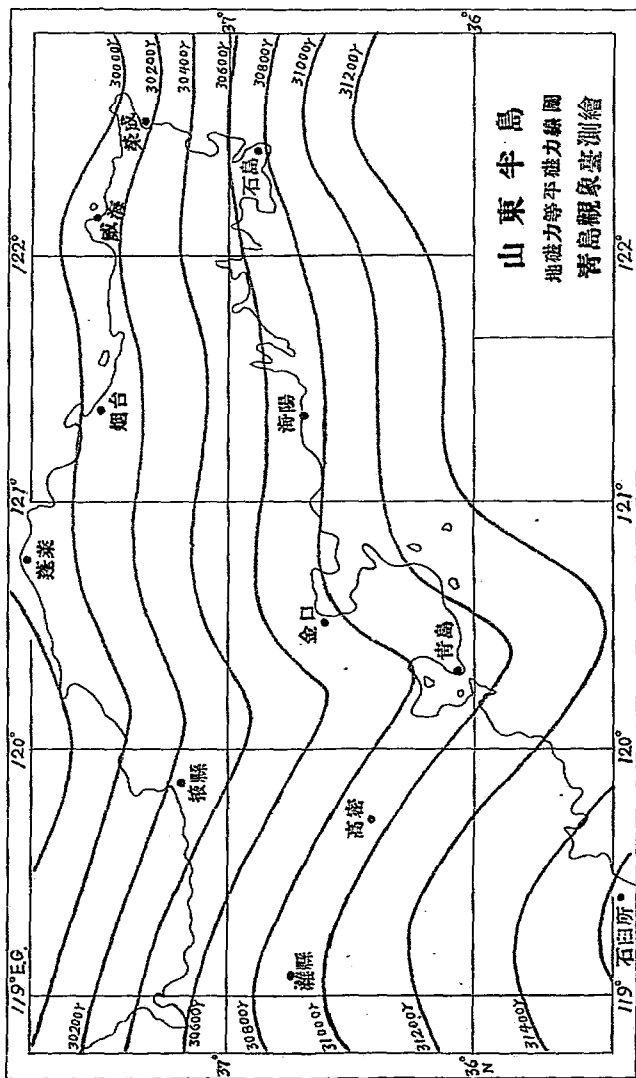 山東半島
地磁力等平磁力線圖
靑島觀象臺測繪
119°E.G.
120°
121°
122°
37°
36°
30000γ
30200γ
30400γ
30600γ
30800γ
31000γ
31200γ
蓬萊
烟台
威海
榮成
石島
海陽
金口
靑島
掖縣
高密
濰縣
石臼所
30200γ
30600γ
30800γ
31000γ
31200γ
31400γ
37°
36°
N
119°
120°
121°
122°